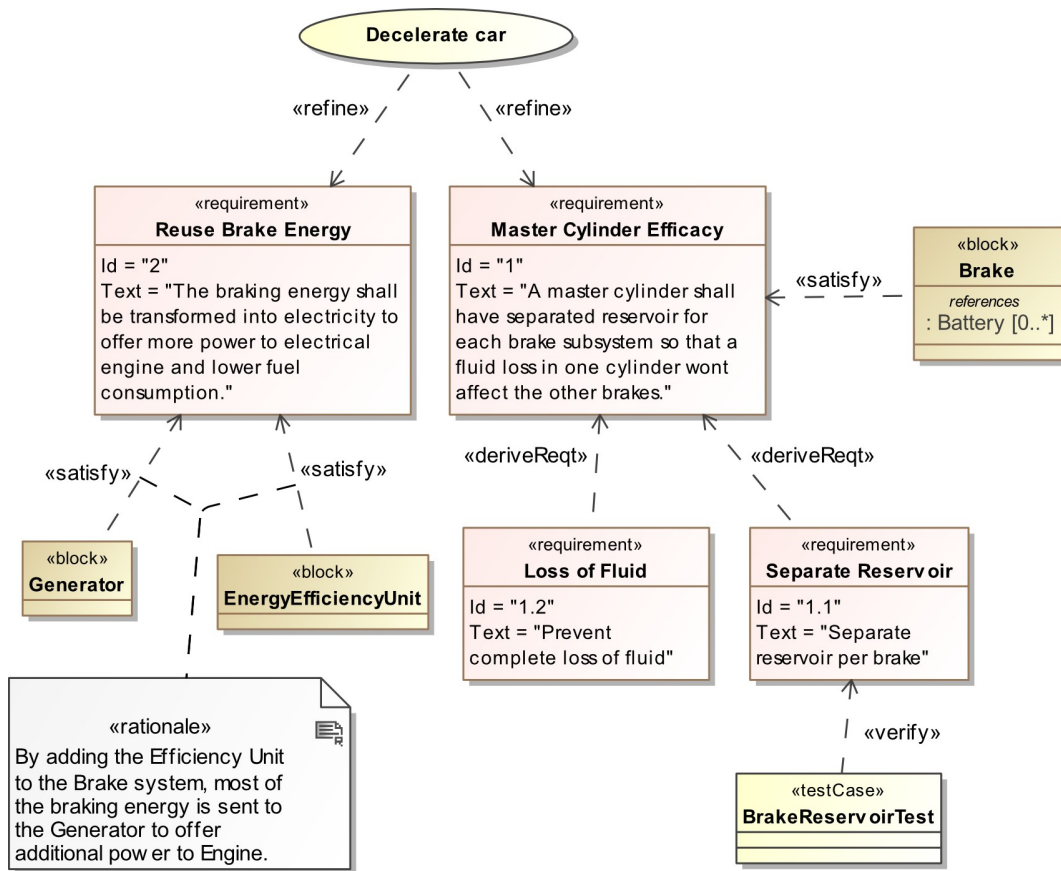 Decelerate car
«refine»
«refine»
«requirement»
Reuse Brake Energy
Id = "2"
Text = "The braking energy shall
be transformed into electricity to
offer more power to electrical
engine and lower fuel
consumption."
«requirement»
Master Cylinder Efficacy
Id = "1"
Text = "A master cylinder shall
have separated reservoir for
each brake subsystem so that a
fluid loss in one cylinder wont
affect the other brakes."
«satisfy»
«block»
Brake
references
: Battery [0..*]
«satisfy»
«satisfy»
«deriveReqt»
«deriveReqt»
«block»
Generator
«block»
EnergyEfficiencyUnit
«requirement»
Loss of Fluid
Id = "1.2"
Text = "Prevent
complete loss of fluid"
«requirement»
Separate Reservoir
Id = "1.1"
Text = "Separate
reservoir per brake"
«rationale»
By adding the Efficiency Unit
to the Brake system, most of
the braking energy is sent to
the Generator to offer
additional power to Engine.
«verify»
«testCase»
BrakeReservoirTest